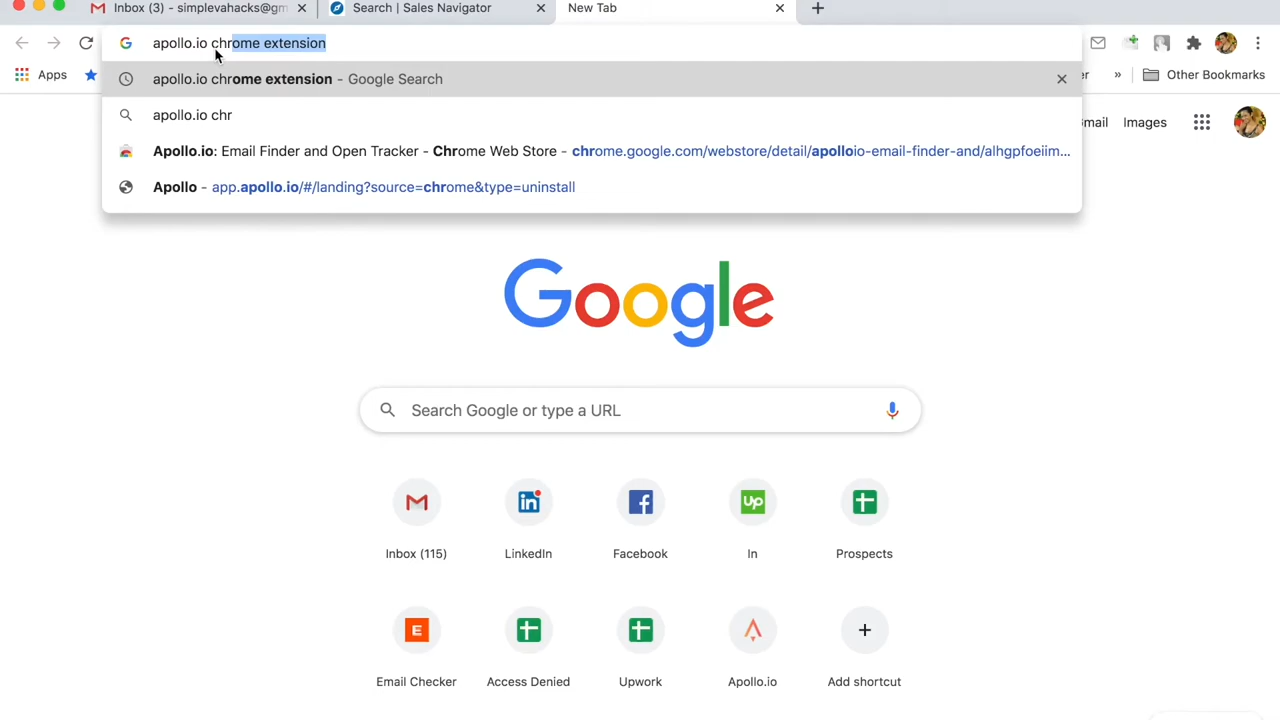 Inbox (3) - simplevahacks@gm
Search | Sales Navigator
New Tab
apollo.io chrome extension
Apps
Other Bookmarks
apollo.io chrome extension - Google Search
apollo.io chr
Apollo.io: Email Finder and Open Tracker - Chrome Web Store - chrome.google.com/webstore/detail/apolloio-email-finder-and/alhgpfoeiim...
Apollo - app.apollo.io/#/landing?source=chrome&type=uninstall
Images
Google
Search Google or type a URL
Inbox (115)
LinkedIn
Facebook
In
Prospects
Email Checker
Access Denied
Upwork
Apollo.io
Add shortcut